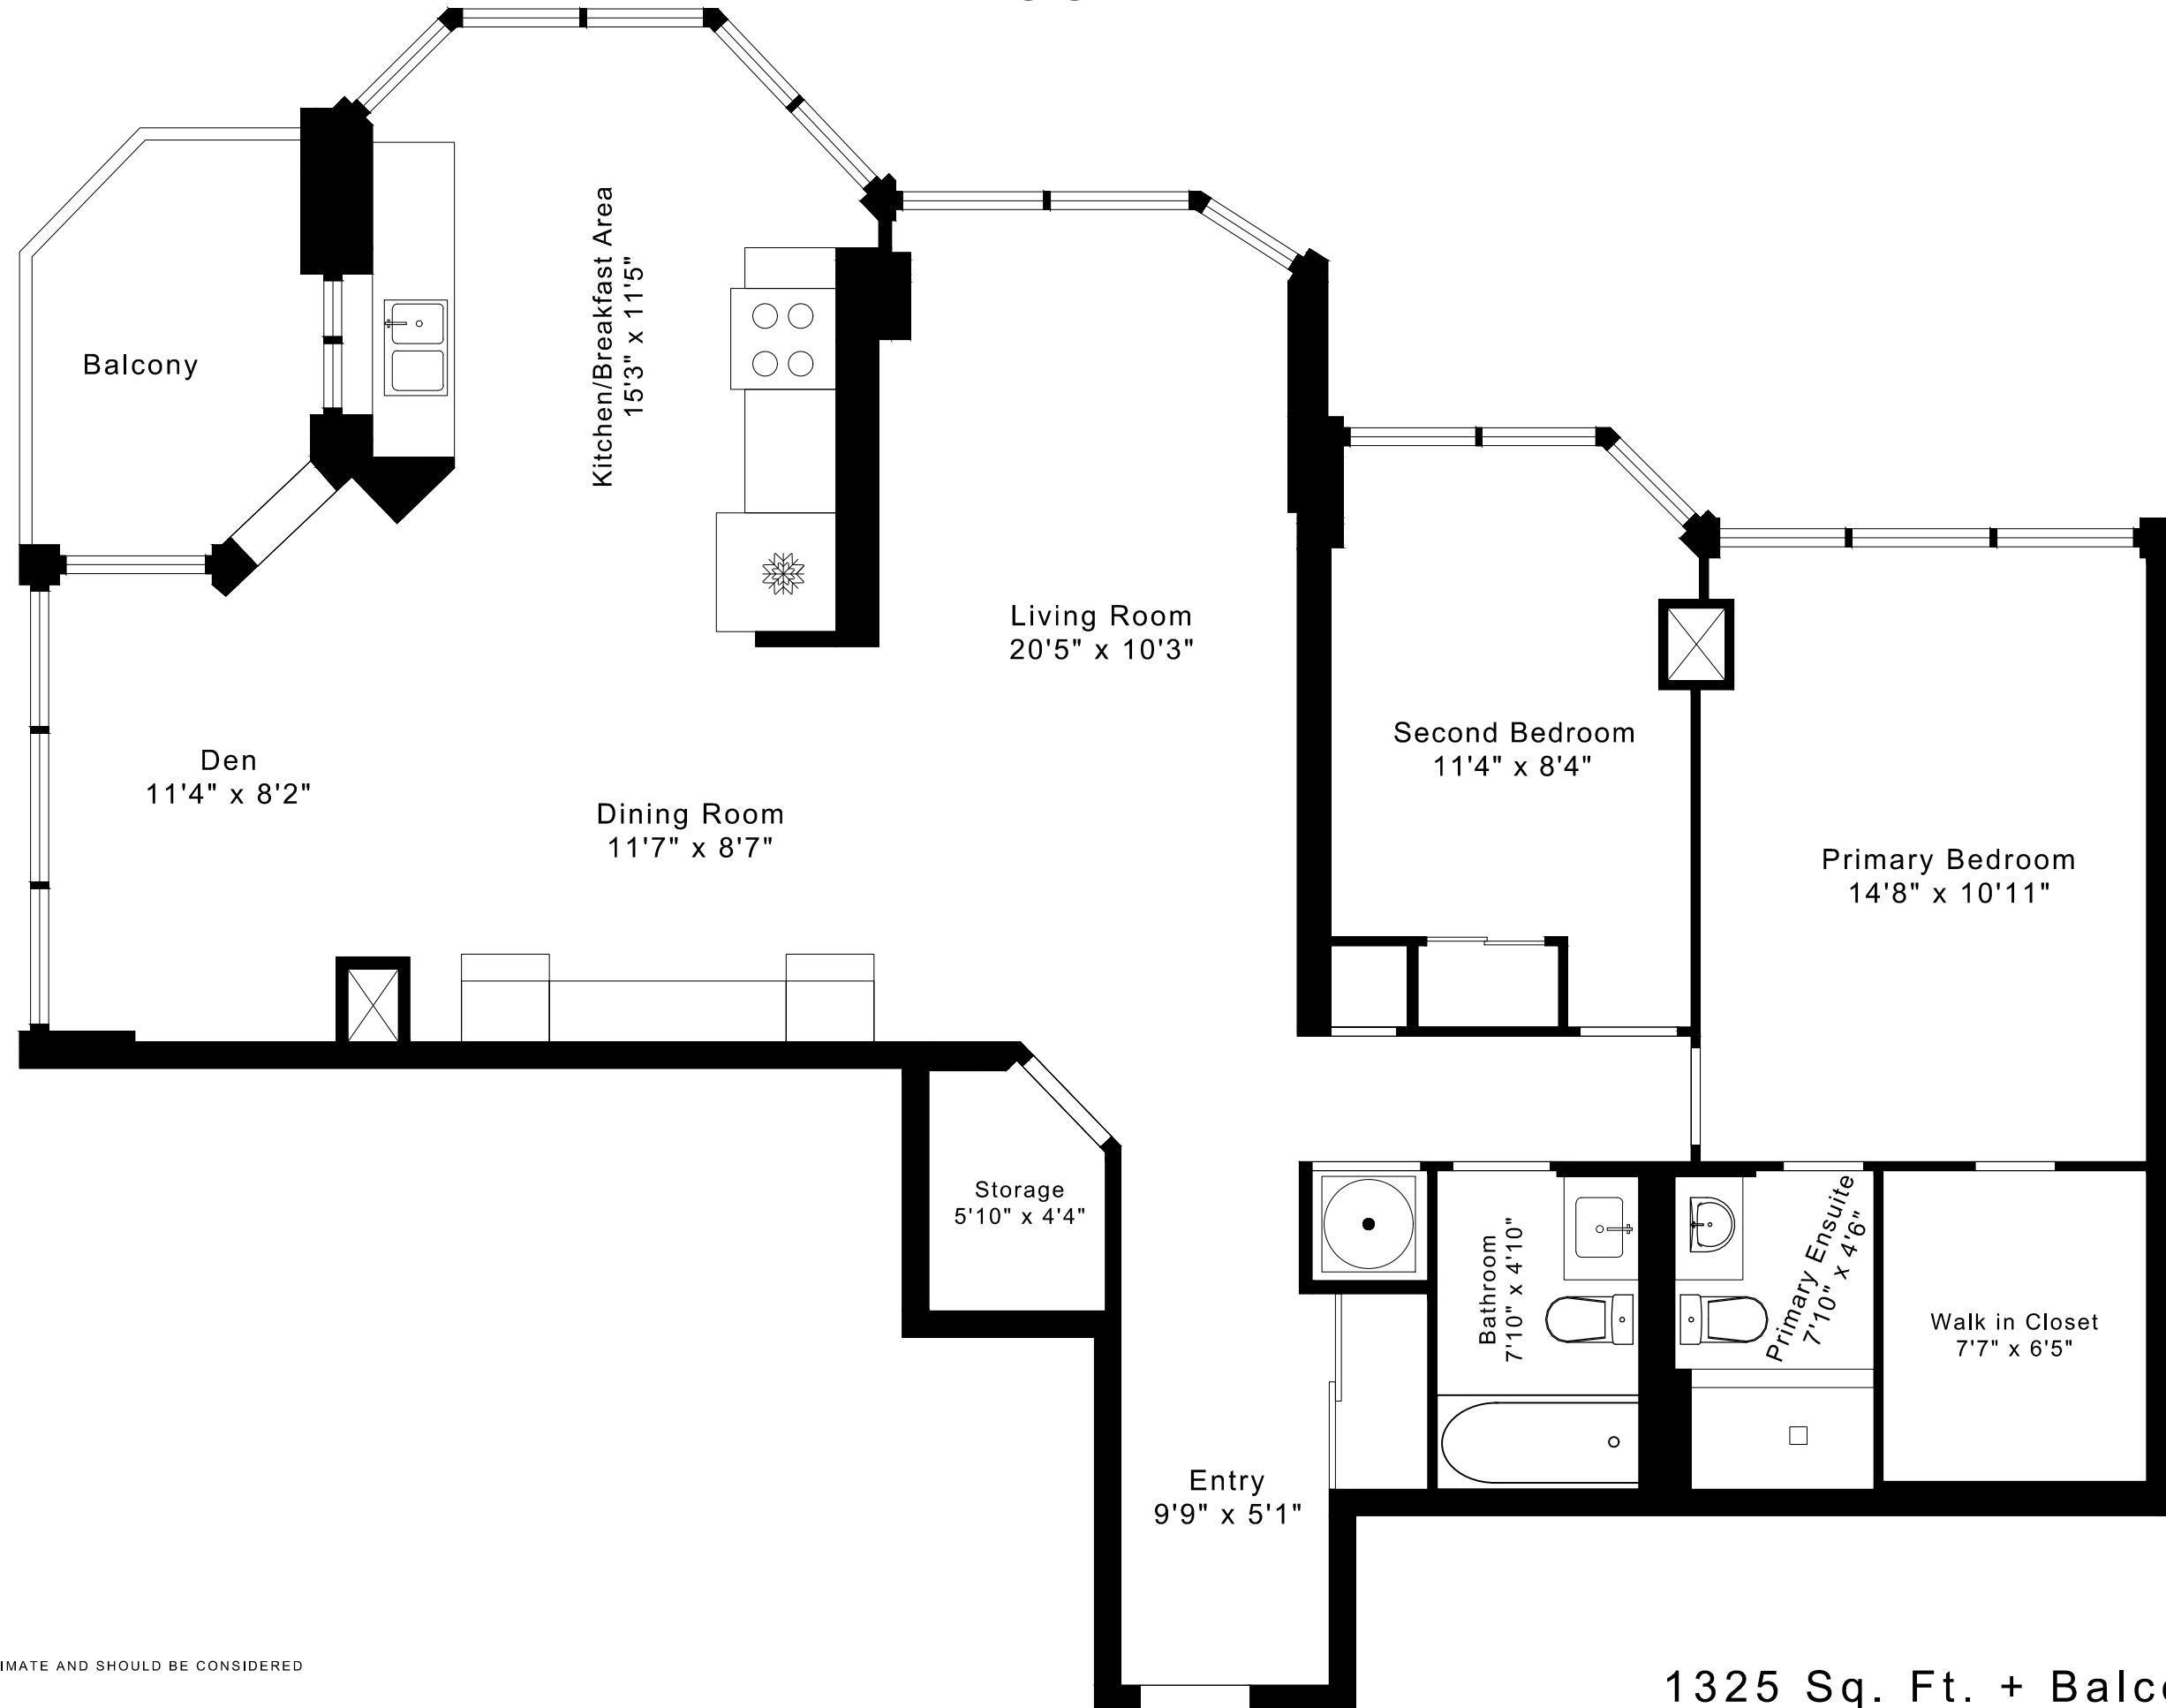 Kitchen/Breakfast Area
15'3" x 11'5"
Balcony
Living Room
20'5" x 10'3"
Second Bedroom
11'4" x 8'4"
Den
11'4" x 8'2"
Dining Room
11'7" x 8'7"
Primary Bedroom
14'8" x 10'11"
Storage
5'10" x 4'4"
Bathroom
7'10" x 4'10"
Primary Ensuite
7'10" x 4'6"
Walk in Closet
7'7" x 6'5"
Entry
9'9" x 5'1"
IMATE AND SHOULD BE CONSIDERED
1325 Sq. Ft. + Balc